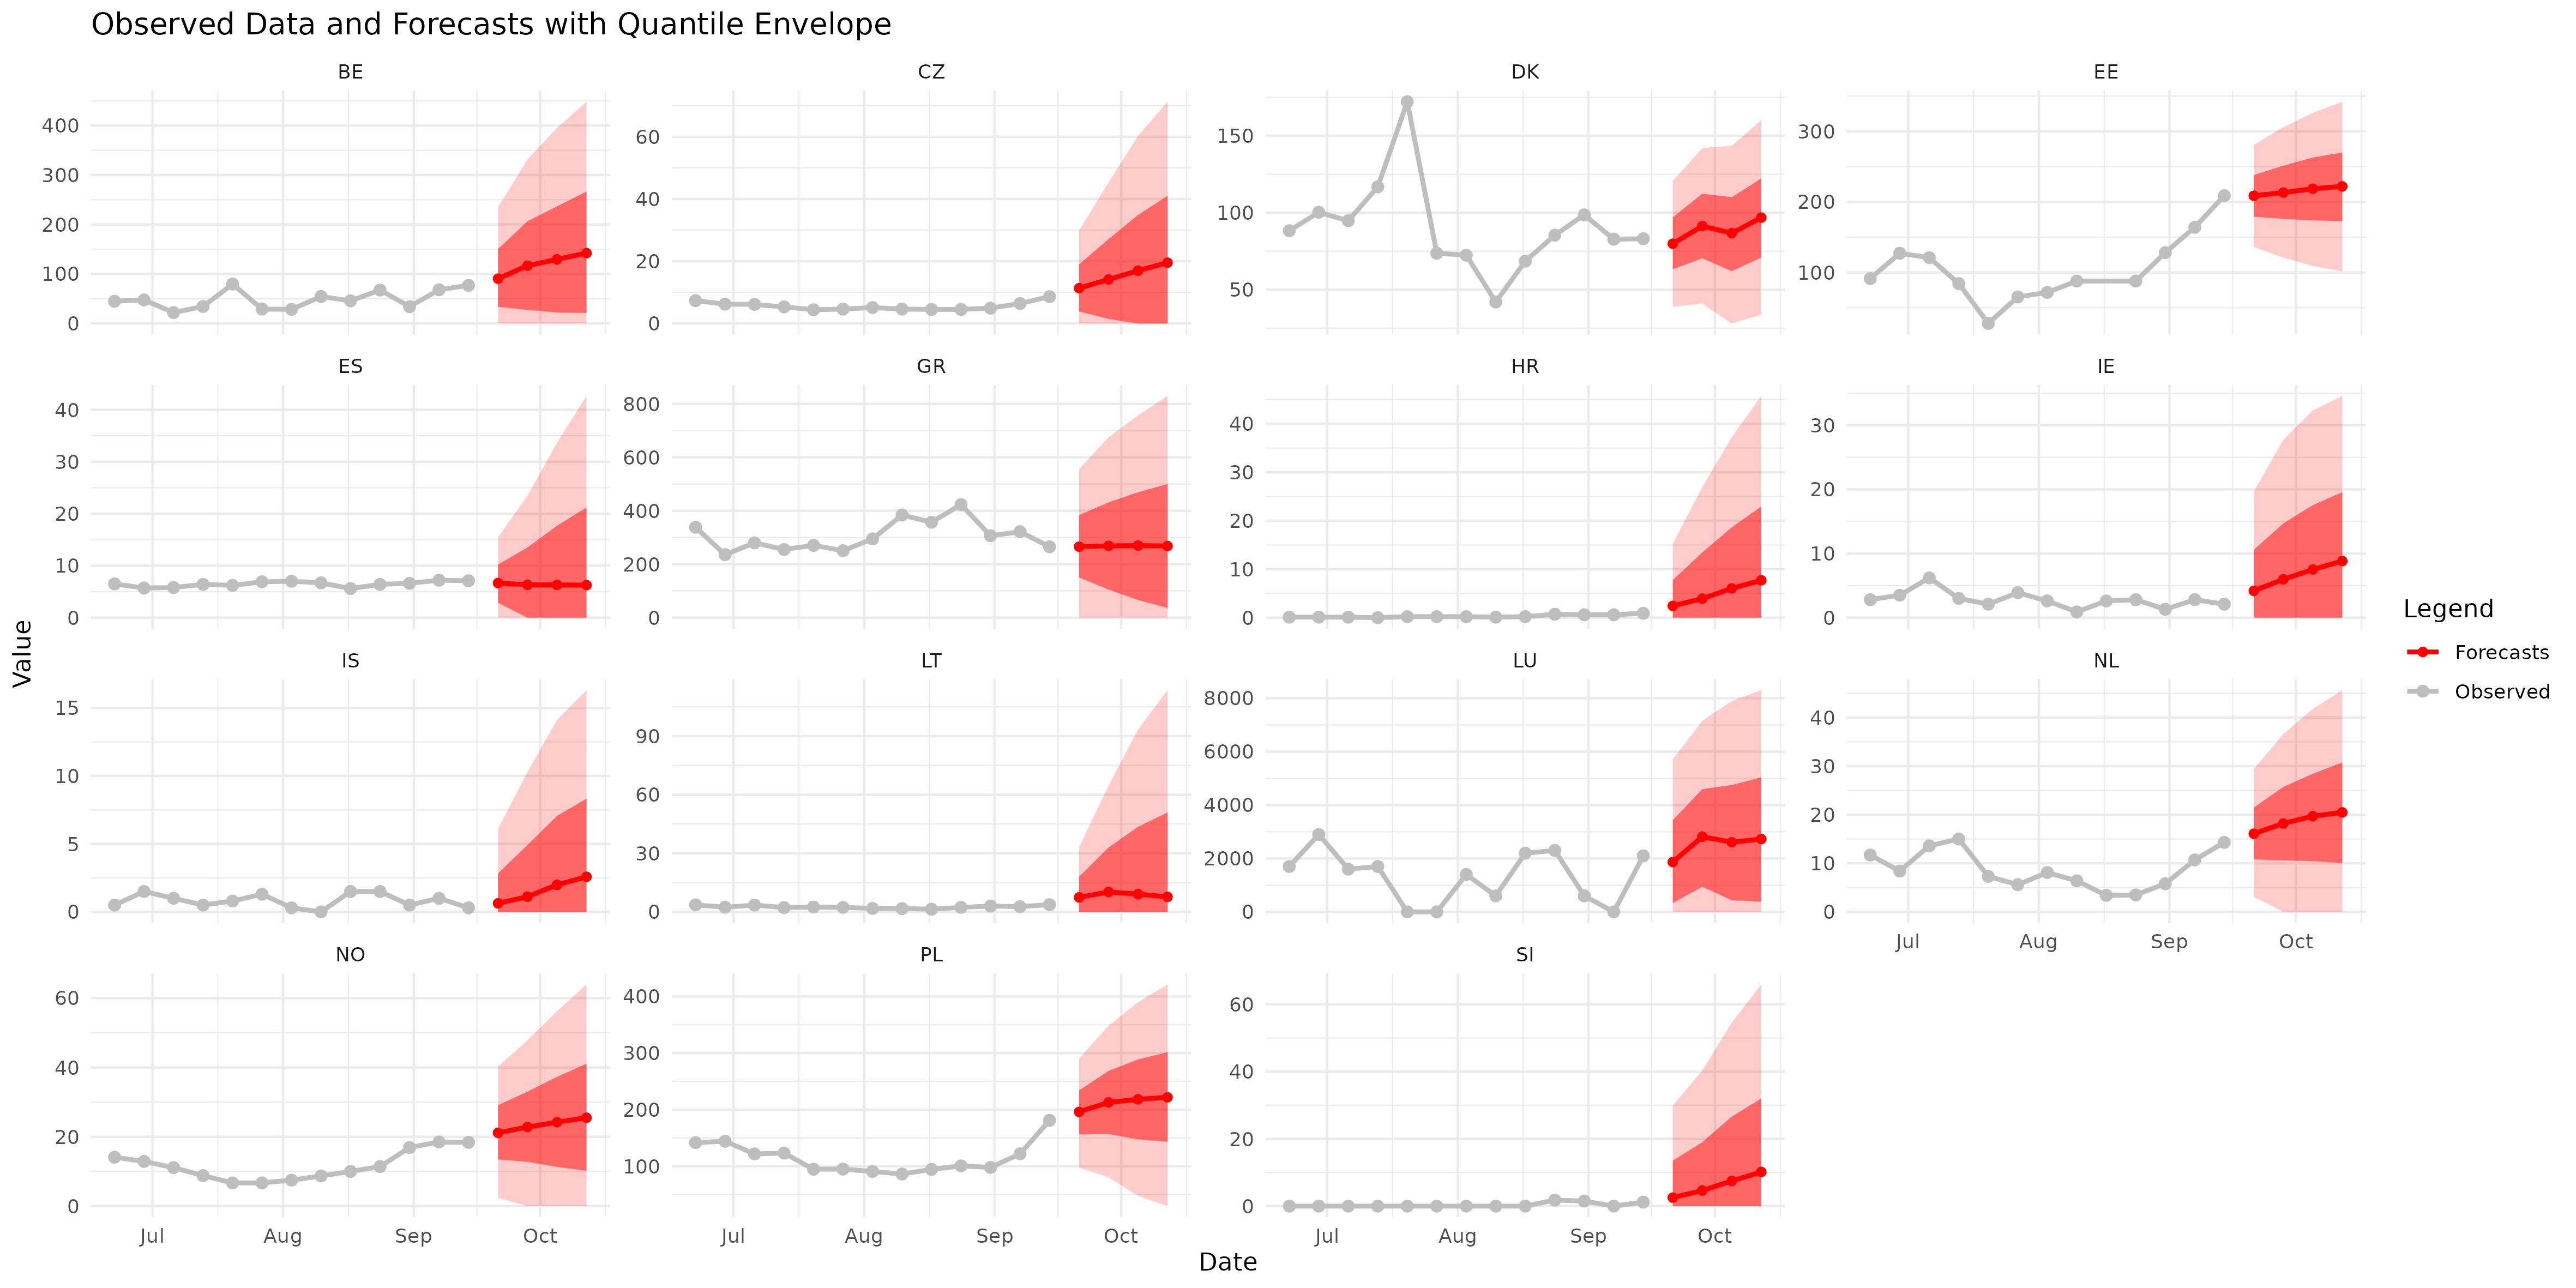 Observed Data and Forecasts with Quantile Envelope
BE
CZ
DK
EE
400
300
200
100
0
60
40
20
0
150
100
50
300
200
100
ES
GR
HR
IE
40
30
20
10
0
800
600
400
200
0
40
30
20
10
0
30
20
10
0
Value
IS
LT
LU
NL
15
10
5
0
90
60
30
0
8000
6000
4000
2000
0
40
30
20
10
0
Jul Aug Sep Oct
NO
PL
SI
60
40
20
0
400
300
200
100
60
40
20
0
Jul Aug Sep Oct
Jul Aug Sep Oct
Jul Aug Sep Oct
Date
Legend
Forecasts
Observed